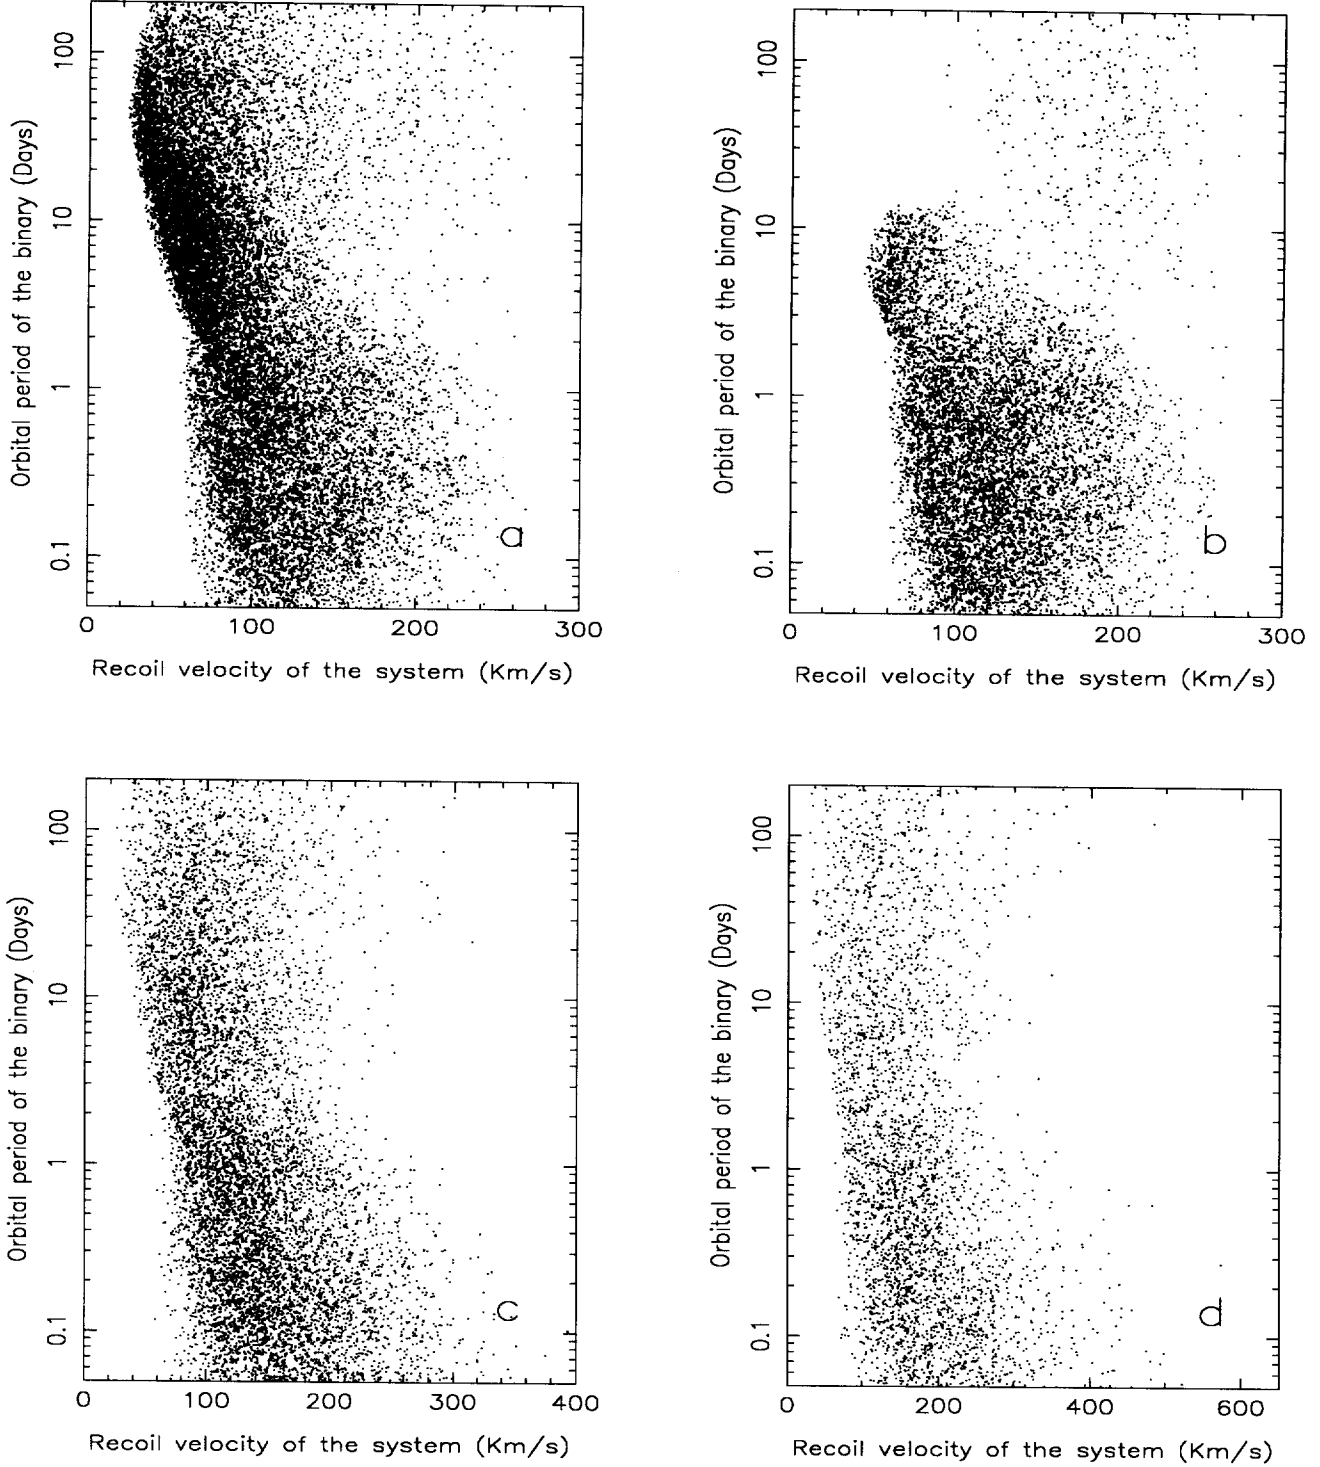 100
10
1
0.1
Orbital period of the binary (Days)
0
100
200
300
Recoil velocity of the system (Km/s)
a
100
10
1
0.1
Orbital period of the binary (Days)
0
100
200
300
Recoil velocity of the system (Km/s)
b
100
10
1
0.1
Orbital period of the binary (Days)
0
100
200
300
400
Recoil velocity of the system (Km/s)
c
100
10
1
0.1
Orbital period of the binary (Days)
0
200
400
600
Recoil velocity of the system (Km/s)
d